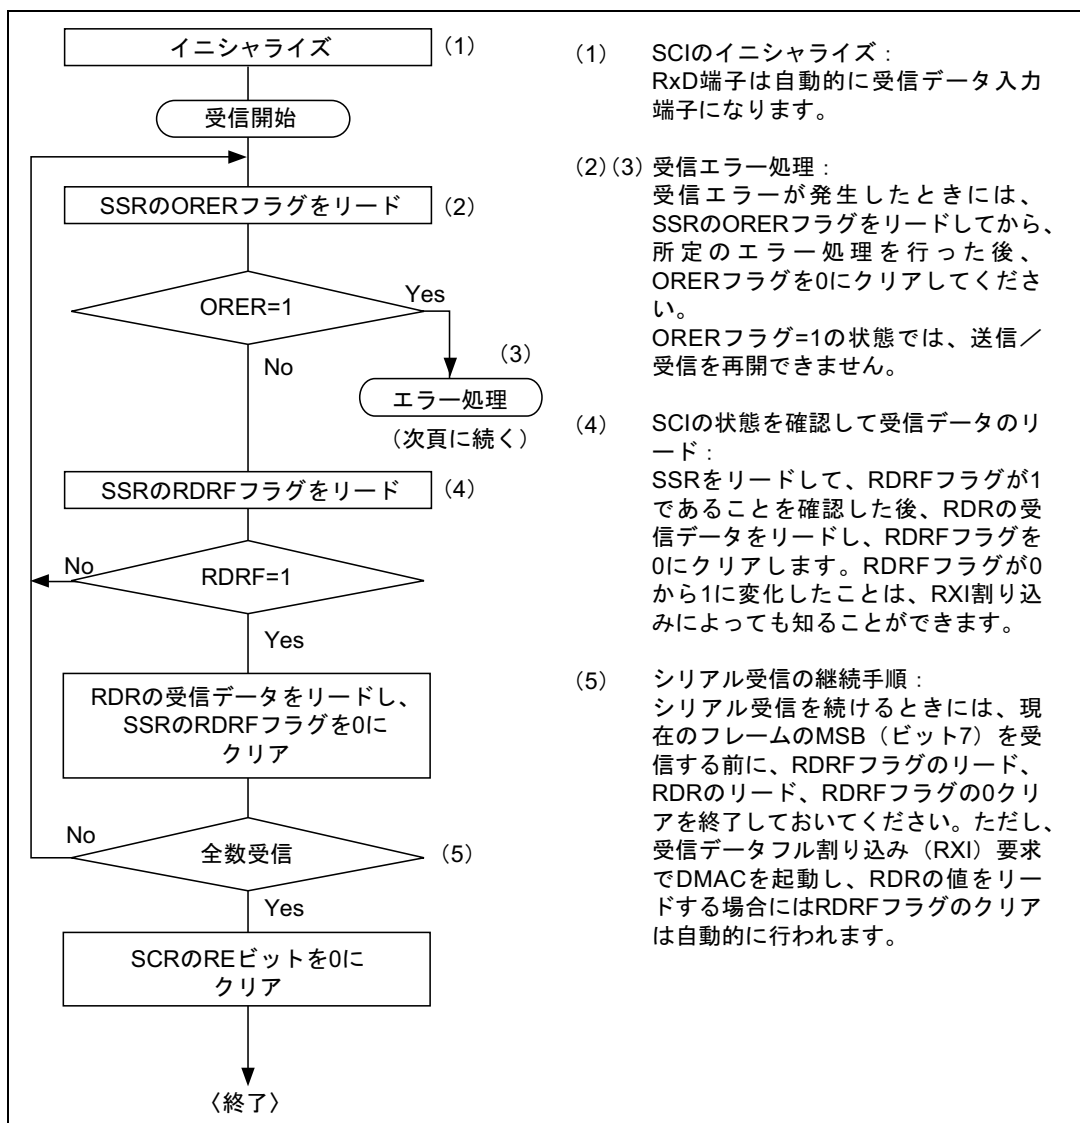 イニシャライズ (1)
受信開始
SSRのORERフラグをリード (2)
ORER=1
Yes
No
(3)
エラー処理
(次頁に続く)
SSRのRDRFフラグをリード (4)
No
RDRF=1
Yes
RDRの受信データをリードし、
SSRのRDRFフラグを0に
クリア
No
全数受信 (5)
Yes
SCRのREビットを0に
クリア
〈終了〉
(1) SCIのイニシャライズ:
RxD端子は自動的に受信データ入力
端子になります。
(2)(3) 受信エラー処理:
受信エラーが発生したときには、
SSRのORERフラグをリードしてから、
所定のエラー処理を行った後、
ORERフラグを0にクリアしてくださ
い。
ORERフラグ=1の状態では、送信／
受信を再開できません。
(4) SCIの状態を確認して受信データのリ
ード:
SSRをリードして、RDRFフラグが1
であることを確認した後、RDRの受
信データをリードし、RDRFフラグを
0にクリアします。RDRFフラグが0
から1に変化したことは、RXI割り込
みによっても知ることができます。
(5) シリアル受信の継続手順:
シリアル受信を続けるときには、現
在のフレームのMSB（ビット7）を受
信する前に、RDRFフラグのリード、
RDRのリード、RDRFフラグの0クリ
アを終了しておいてください。ただし、
受信データフル割り込み（RXI）要求
でDMACを起動し、RDRの値をリー
ドする場合にはRDRFフラグのクリア
は自動的に行われます。